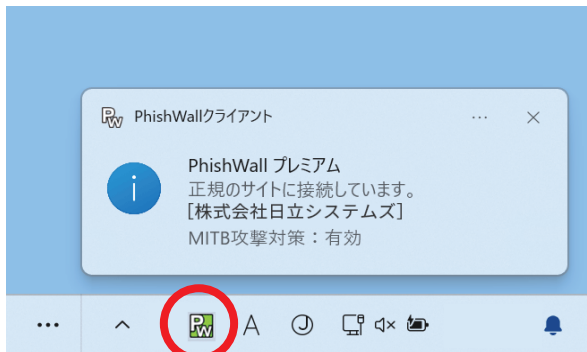 PW PhishWallクライアント
PhishWall プレミアム
正規のサイトに接続しています。
[株式会社日立システムズ]
MITB攻撃対策：有効
PW A J